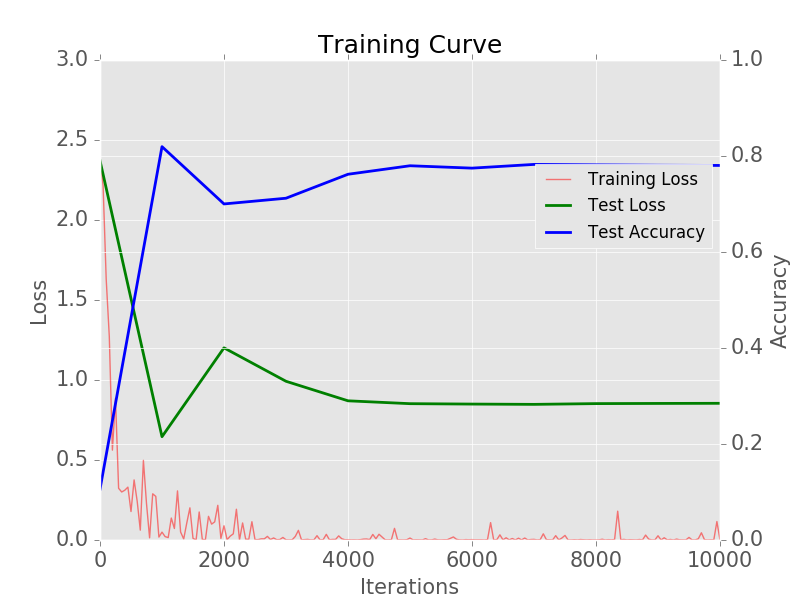 Training Curve
3.0
2.5
2.0
1.5
1.0
0.5
0.0
Loss
1.0
0.8
0.6
0.4
0.2
0.0
Accuracy
Training Loss
Test Loss
Test Accuracy
0 2000 4000 6000 8000 10000
Iterations